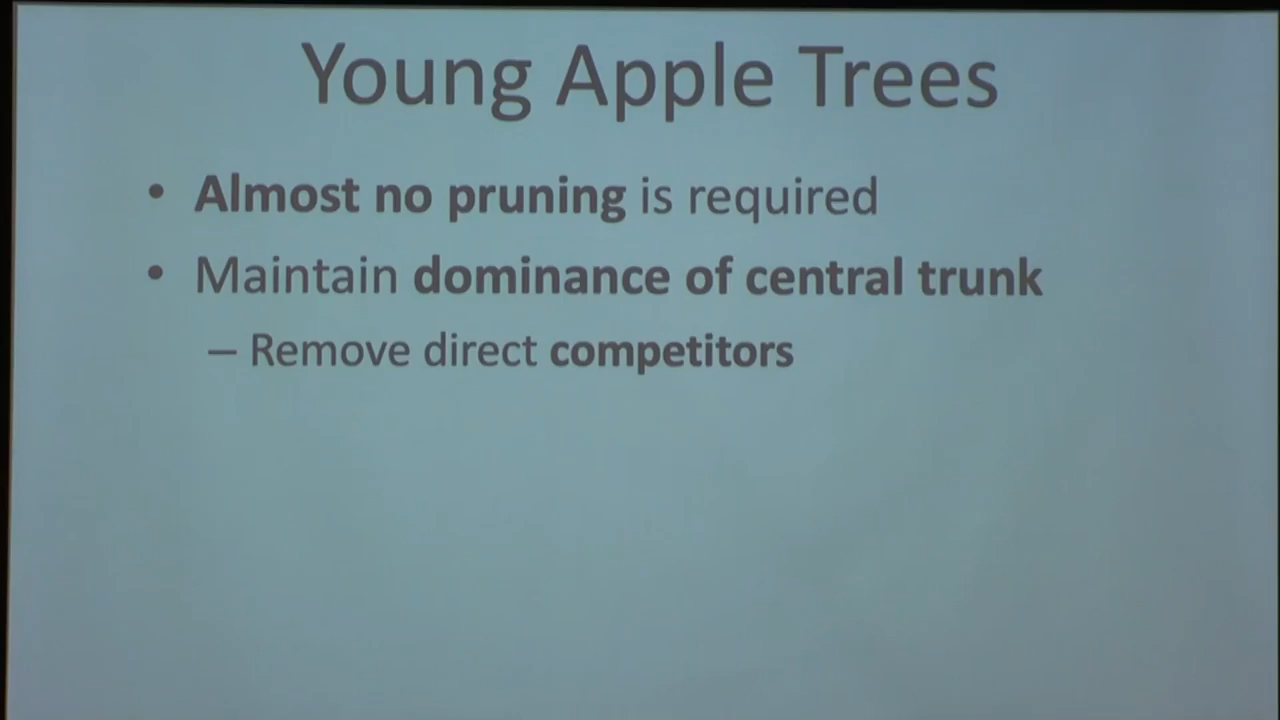 Young Apple Trees
• Almost no pruning is required
• Maintain dominance of central trunk
– Remove direct competitors